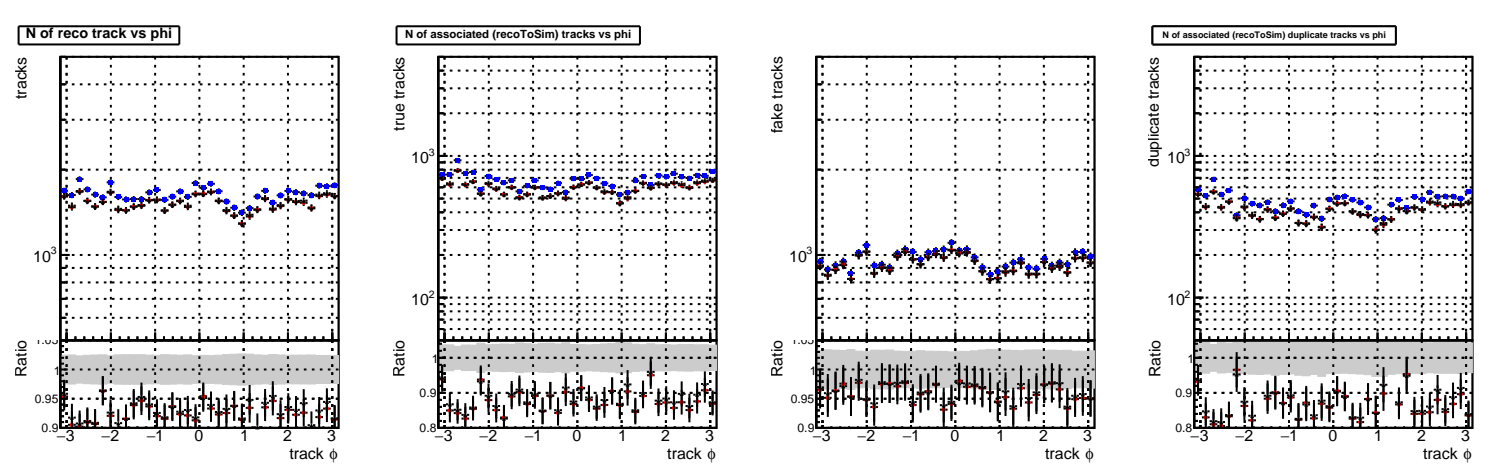 N of reco track vs phi
tracks
10³
Ratio
1.05
1
0.95
0.9
−3 −2 −1 0 1 2 3
track ϕ
N of associated (recoToSim) tracks vs phi
true tracks
10³
10²
Ratio
1
0.9
0.8
−3 −2 −1 0 1 2 3
track ϕ
fake tracks
10³
Ratio
1.05
1
0.95
0.9
−3 −2 −1 0 1 2 3
track ϕ
N of associated (recoToSim) duplicate tracks vs phi
duplicate tracks
10³
10²
Ratio
1
0.9
0.8
−3 −2 −1 0 1 2 3
track ϕ